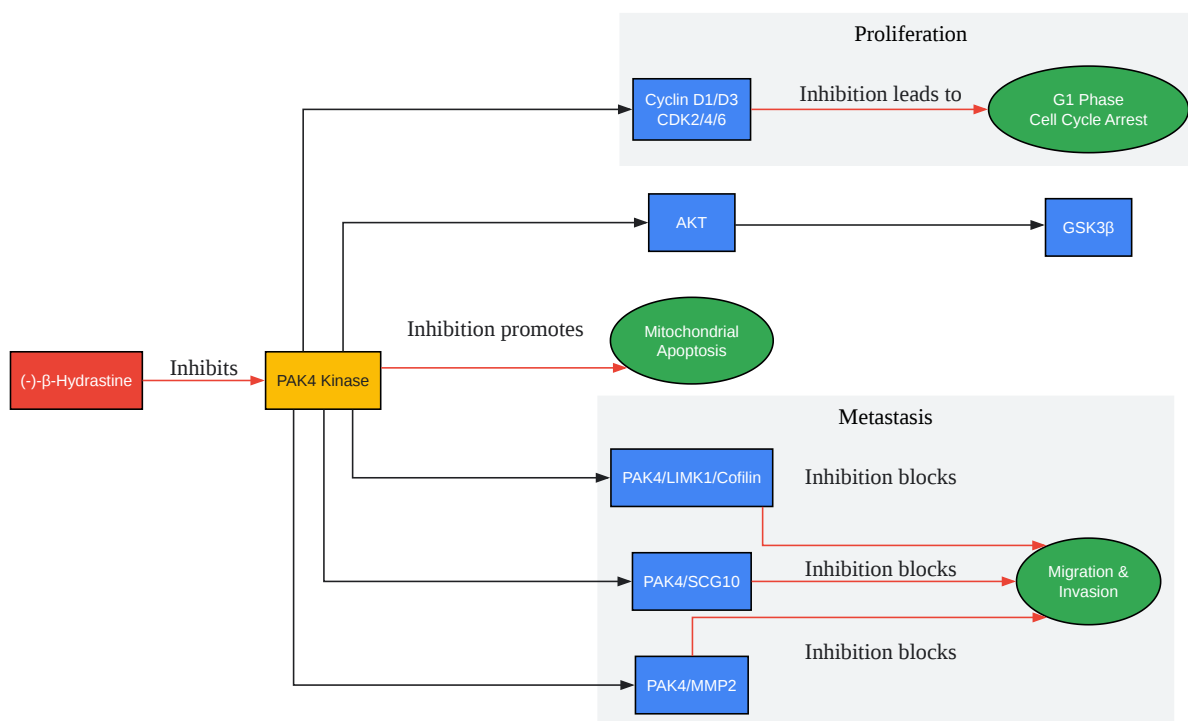 Proliferation
Cyclin D1/D3
CDK2/4/6
Inhibition leads to
G1 Phase
Cell Cycle Arrest
AKT
GSK3β
Inhibition promotes
Mitochondrial
Apoptosis
(-)-β-Hydrastine
Inhibits
PAK4 Kinase
Metastasis
PAK4/LIMK1/Cofilin
Inhibition blocks
PAK4/SCG10
Inhibition blocks
Migration &
Invasion
PAK4/MMP2
Inhibition blocks